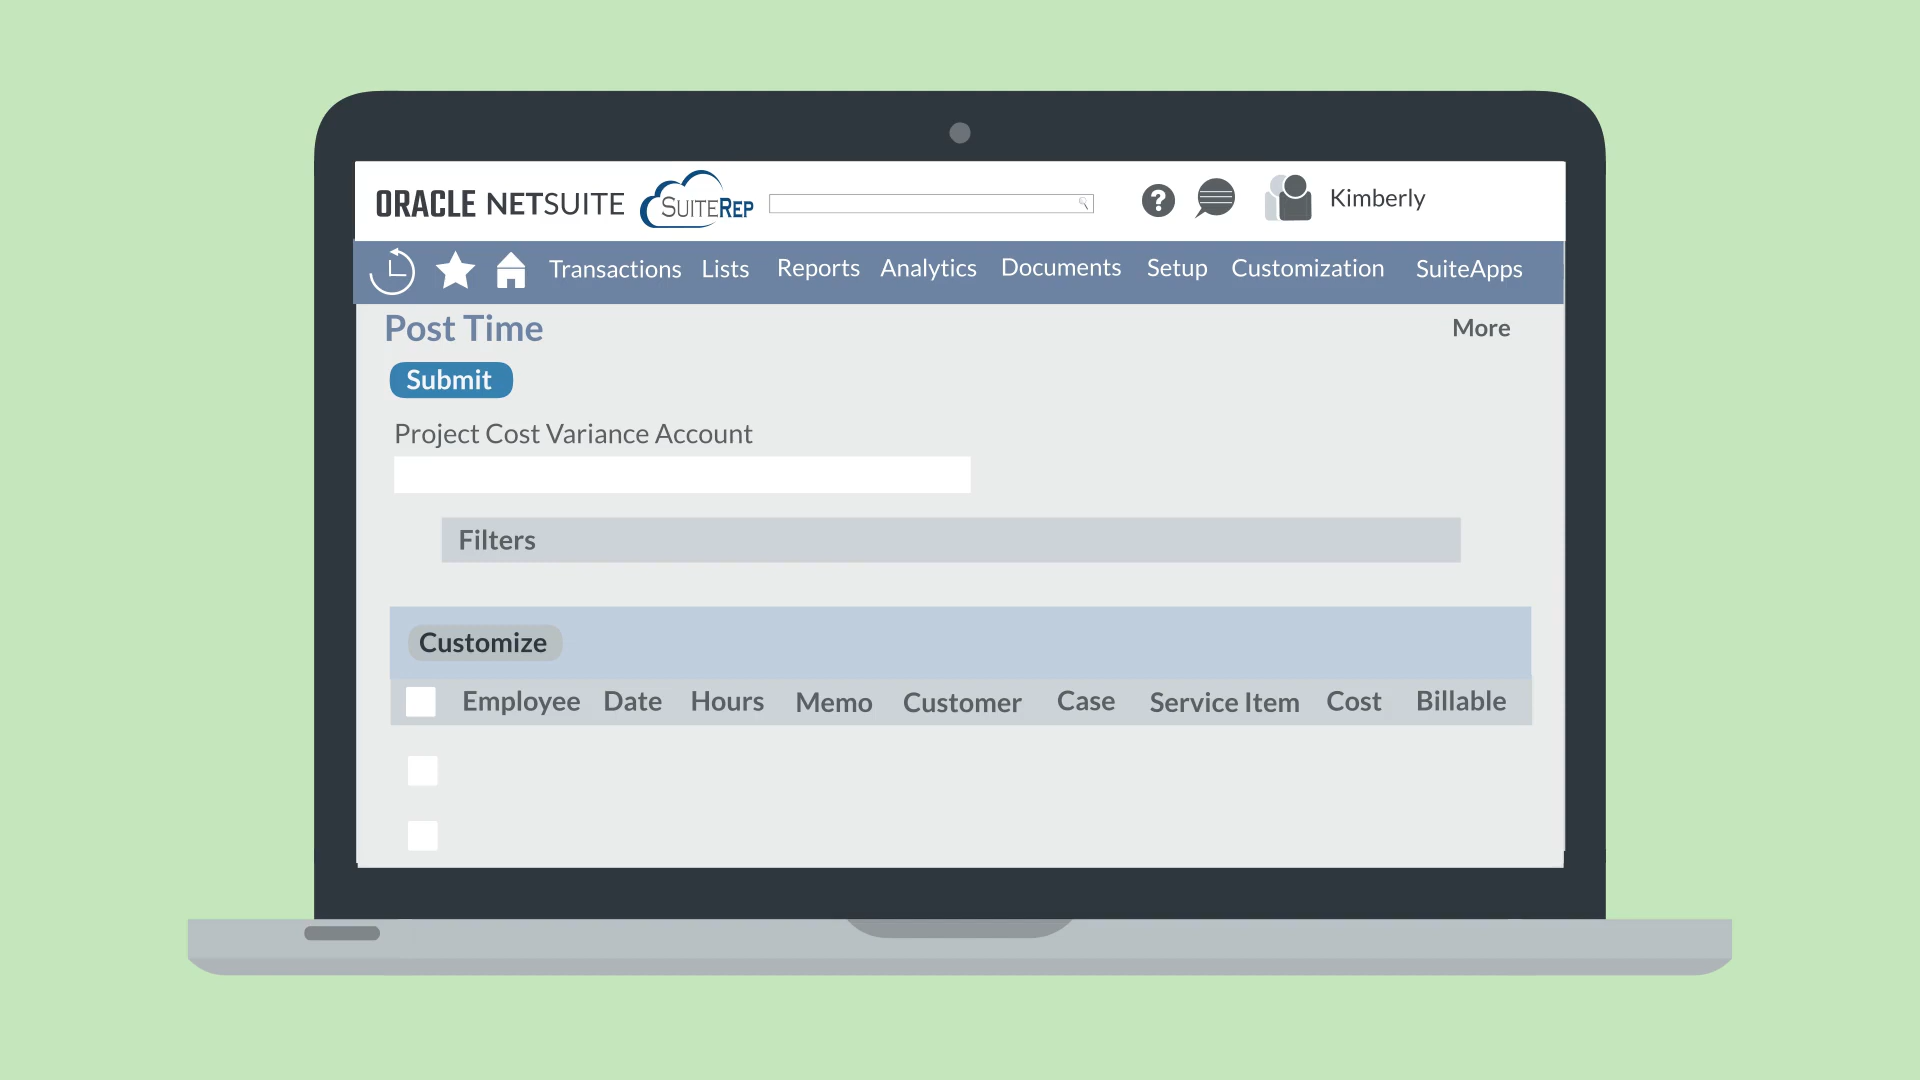 ORACLE NETSUITE SUITEREP ? Kimberly
Transactions Lists Reports Analytics Documents Setup Customization SuiteApps
Post Time More
Submit
Project Cost Variance Account
Filters
Customize
Employee Date Hours Memo Customer Case Service Item Cost Billable